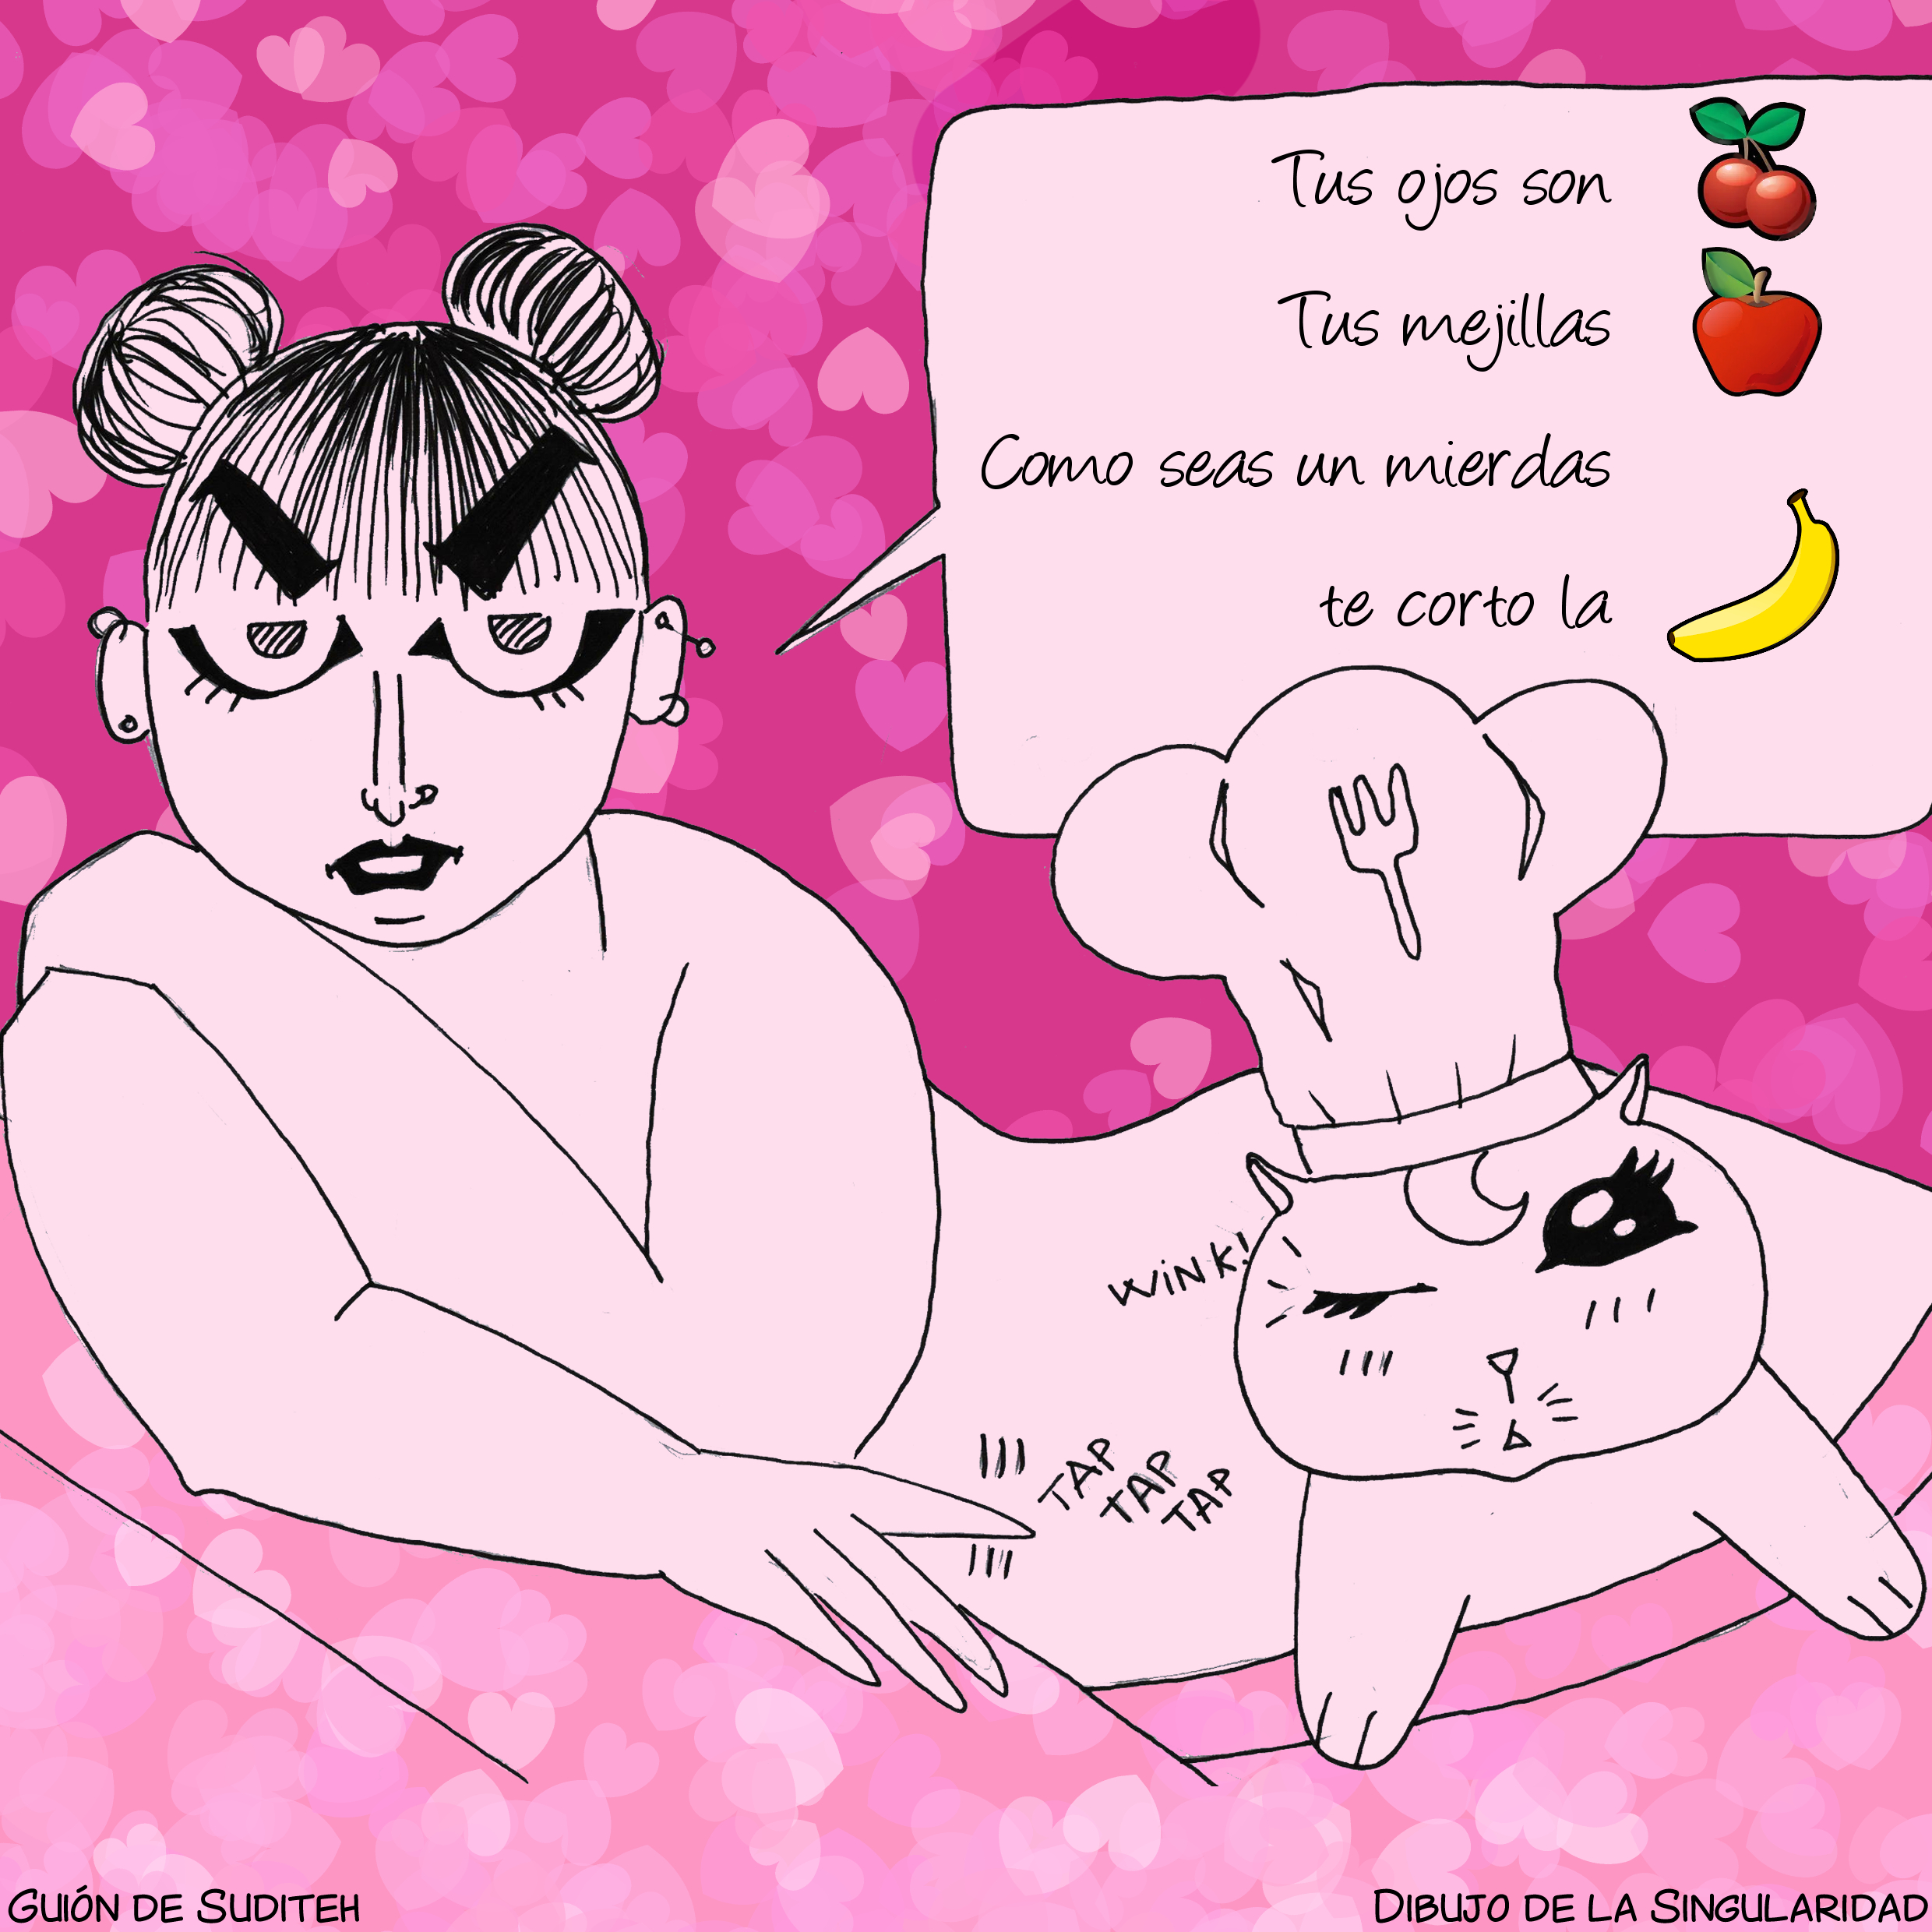 Tus ojos son
Tus mejillas
Como seas un mierdas
te corto la
WINK!
TAP
TAP
TAP
GUIÓN DE SUDITEH
DIBUJO DE LA SINGULARIDAD